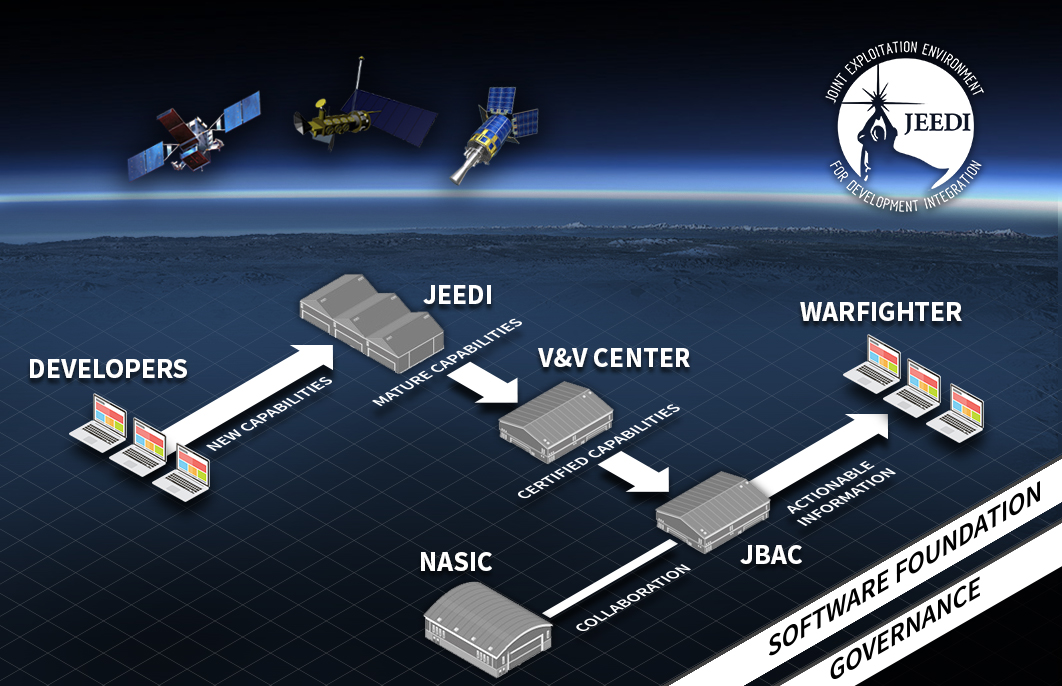 JOINT EXPLOITATION ENVIRONMENT
JEEDI
FOR DEVELOPMENT INTEGRATION
JEEDI
WARFIGHTER
DEVELOPERS
MATURE CAPABILITIES
V&V CENTER
NEW CAPABILITIES
CERTIFIED CAPABILITIES
ACTIONABLE
INFORMATION
NASIC
JBAC
COLLABORATION
SOFTWARE FOUNDATION
GOVERNANCE